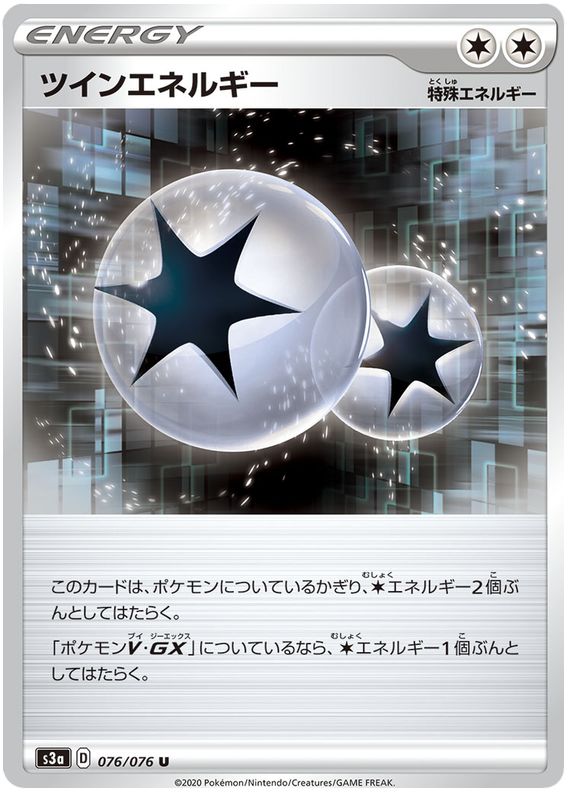 ENERGY
ツインエネルギー
とくしゅ
特殊エネルギー
むしょく こ
このカードは、ポケモンについているかぎり、エネルギー2個ぶ
んとしてはたらく。
ブイ ジーエックス むしょく こ
「ポケモンV・GX」についているなら、エネルギー1個ぶんと
してはたらく。
s3a D 076/076 U
©2020 Pokémon/Nintendo/Creatures/GAME FREAK.